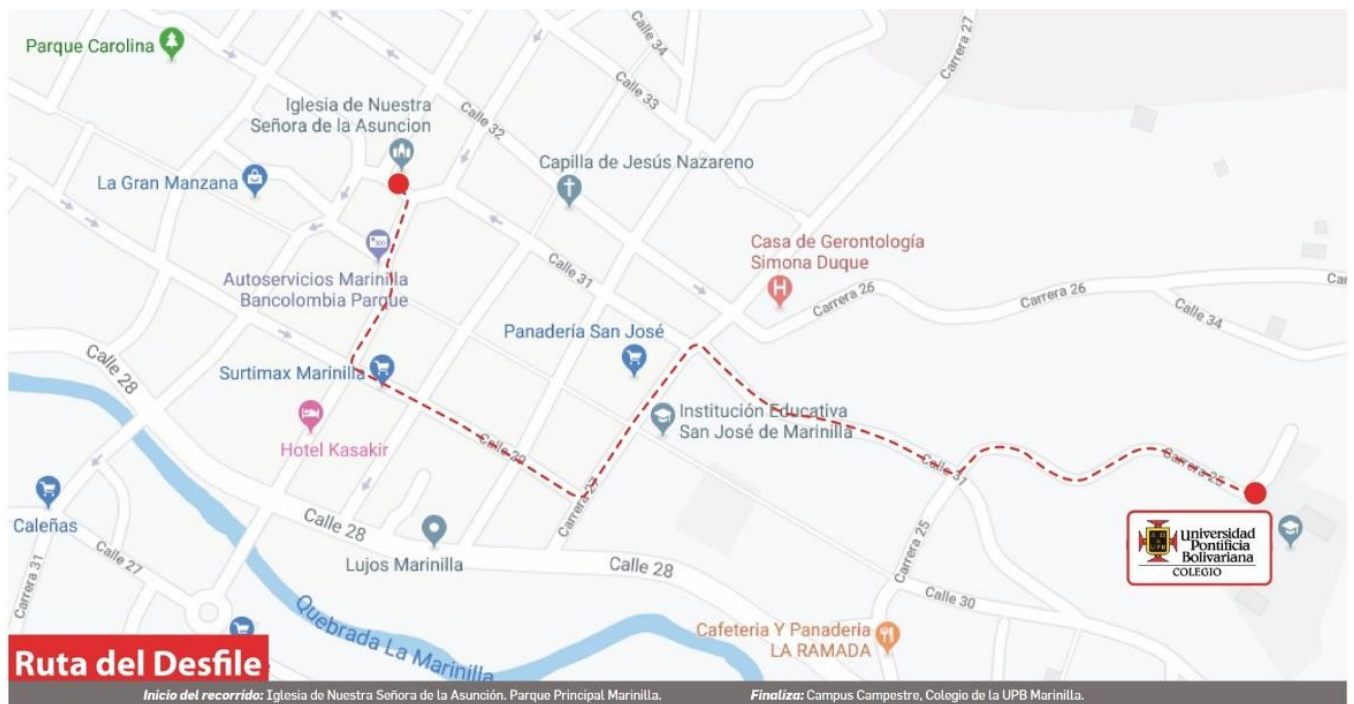 Parque Carolina
Calle 34
Carrera 27
Calle 33
Iglesia de Nuestra
Señora de la Asuncion
Calle 32
Capilla de Jesús Nazareno
La Gran Manzana
Casa de Gerontología
Simona Duque
Autoservicios Marinilla
Bancolombia Parque
Calle 31
Carrera 26
Carrera 26
Calle 34
Car
Panadería San José
Calle 28
Surtimax Marinilla
Institución Educativa
San José de Marinilla
Hotel Kasakir
Calle 29
Calle 31
Carrera 25
Carrera 27
Caleñas
Calle 28
Lujos Marinilla
Calle 28
Carrera 25
Universidad
Pontificia
Bolivariana
COLEGIO
Calle 27
Carrera 31
Calle 30
Quebrada La Marinilla
Cafeteria Y Panaderia
LA RAMADA
Ruta del Desfile
Inicio del recorrido: Iglesia de Nuestra Señora de la Asunción. Parque Principal Marinilla.
Finaliza: Campus Campestre, Colegio de la UPB Marinilla.